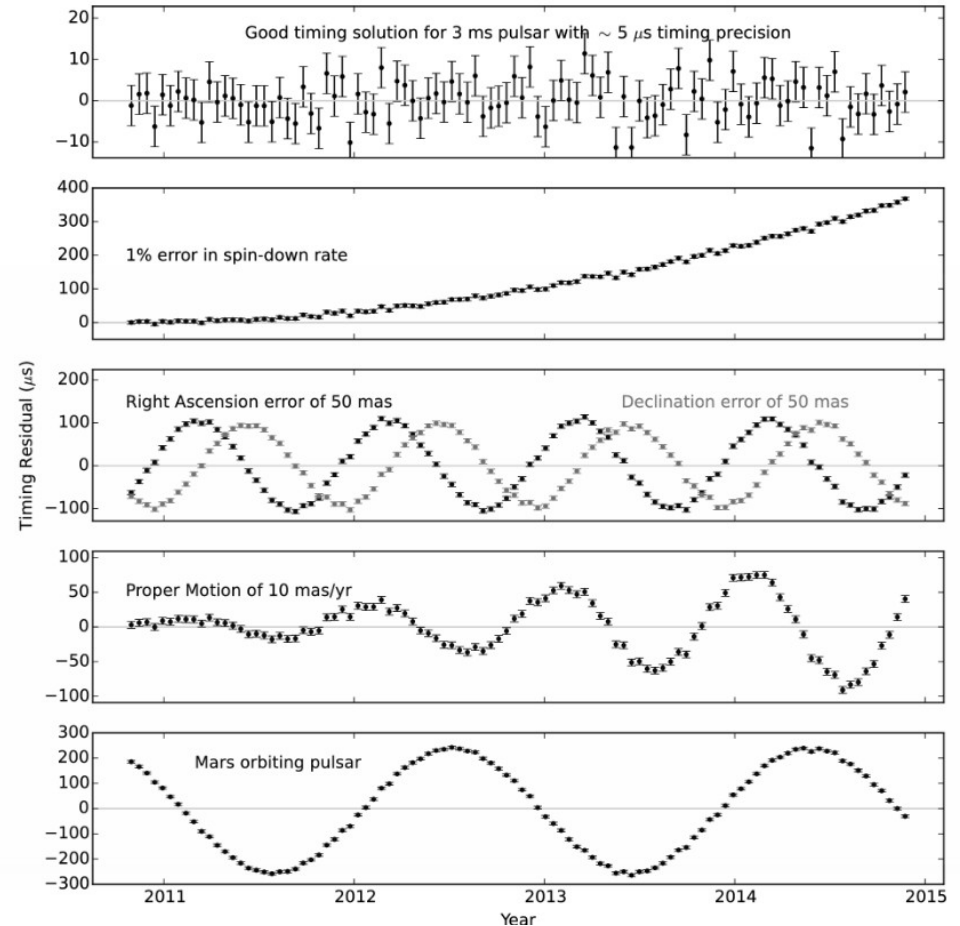 Good timing solution for 3 ms pulsar with ~ 5 μs timing precision
20
10
0
−10
400
300
200
100
0
1% error in spin-down rate
Timing Residual (μs)
200
100
0
−100
Right Ascension error of 50 mas
Declination error of 50 mas
100
50
0
−50
−100
Proper Motion of 10 mas/yr
300
200
100
0
−100
−200
−300
Mars orbiting pulsar
2011 2012 2013 2014 2015
Year